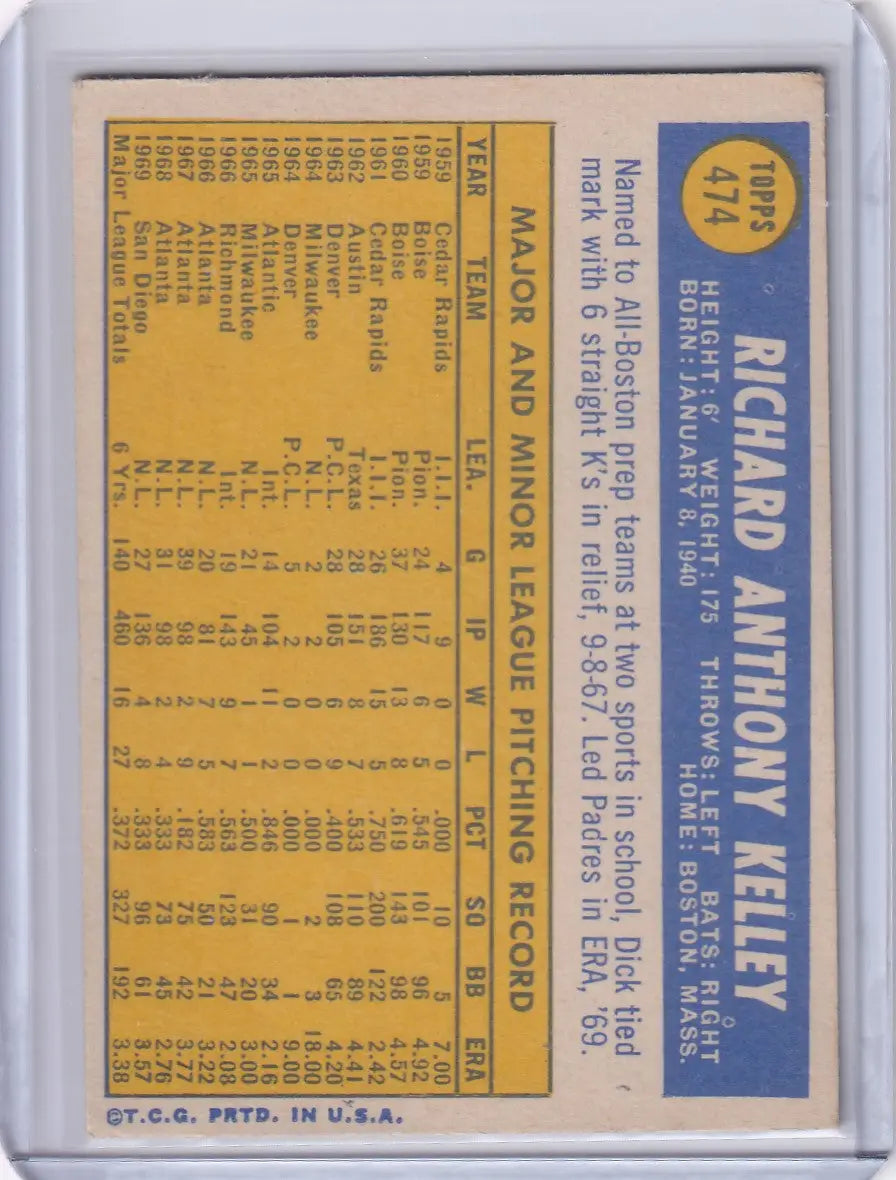 TOPPS
474
RICHARD ANTHONY KELLEY
HEIGHT: 6' WEIGHT: 175 THROWS: LEFT BATS: RIGHT
BORN: JANUARY 8, 1940 HOME: BOSTON, MASS.
Named to All-Boston prep teams at two sports in school, Dick tied
mark with 6 straight K's in relief, 9-8-67. Led Padres in ERA, '69.
MAJOR AND MINOR LEAGUE PITCHING RECORD
YEAR TEAM LEA. G IP W L PCT SO BB ERA
1959 Cedar Rapids I.I.I. 4 9 0 0 .000 10 5 7.00
1959 Boise Pion. 24 117 6 5 .545 101 96 4.92
1960 Boise Pion. 37 130 13 8 .619 143 98 4.57
1961 Cedar Rapids I.I.I. 26 186 15 5 .750 200 122 2.42
1962 Austin Texas 28 151 8 7 .533 110 89 4.41
1963 Denver P.C.L. 28 105 6 9 .400 108 65 4.20
1964 Milwaukee N.L. 2 2 0 0 .000 2 3 18.00
1964 Denver P.C.L. 5 2 0 0 .000 1 1 9.00
1965 Atlantic Int. 14 104 11 2 .846 90 34 2.16
1965 Milwaukee N.L. 21 45 1 1 .500 31 20 3.00
1966 Richmond Int. 19 143 9 7 .563 123 47 2.08
1966 Atlanta N.L. 20 81 7 5 .583 50 21 3.22
1967 Atlanta N.L. 39 98 2 9 .182 75 42 3.77
1968 Atlanta N.L. 31 98 2 4 .333 73 45 2.76
1969 San Diego N.L. 27 136 4 8 .333 96 61 3.57
Major League Totals 6 Yrs. 140 460 16 27 .372 327 192 3.38
©T.C.G. PRTD. IN U.S.A.